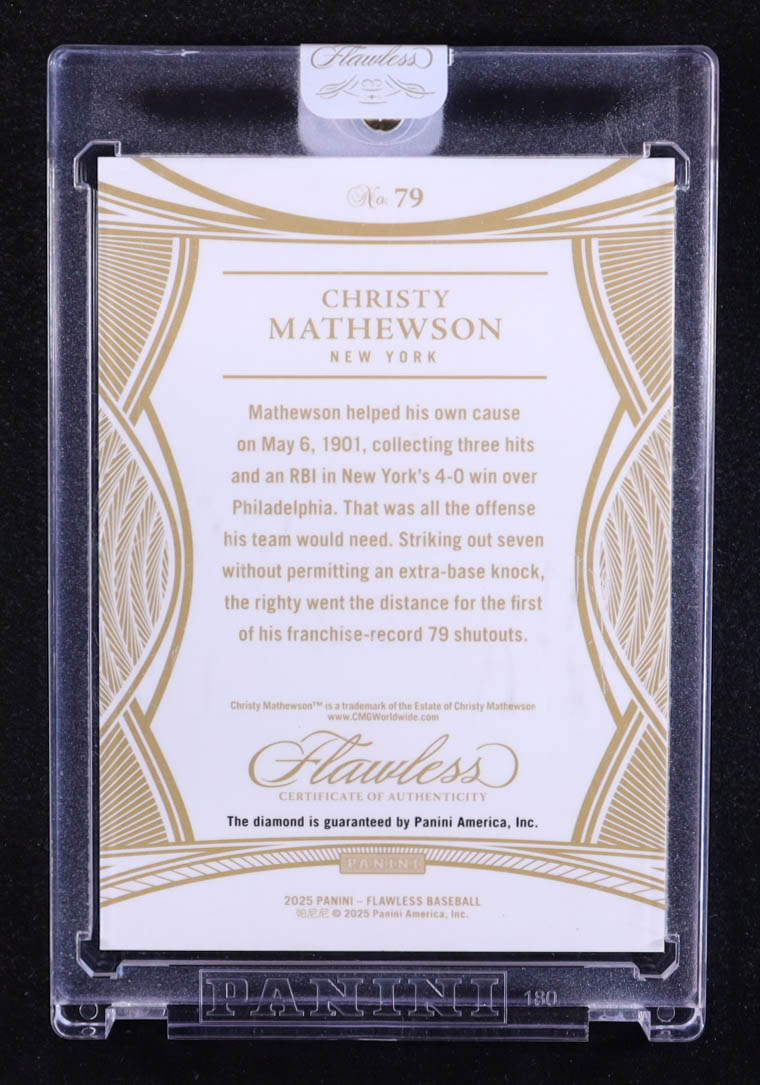 Flawless
No. 79
CHRISTY
MATHEWSON
NEW YORK
Mathewson helped his own cause
on May 6, 1901, collecting three hits
and an RBI in New York's 4-0 win over
Philadelphia. That was all the offense
his team would need. Striking out seven
without permitting an extra-base knock,
the righty went the distance for the first
of his franchise-record 79 shutouts.
Christy Mathewson™ is a trademark of the Estate of Christy Mathewson
www.CMGWorldwide.com
Flawless
CERTIFICATE OF AUTHENTICITY
The diamond is guaranteed by Panini America, Inc.
PANINI
2025 PANINI – FLAWLESS BASEBALL
帕尼尼 © 2025 Panini America, Inc.
PANINI 180